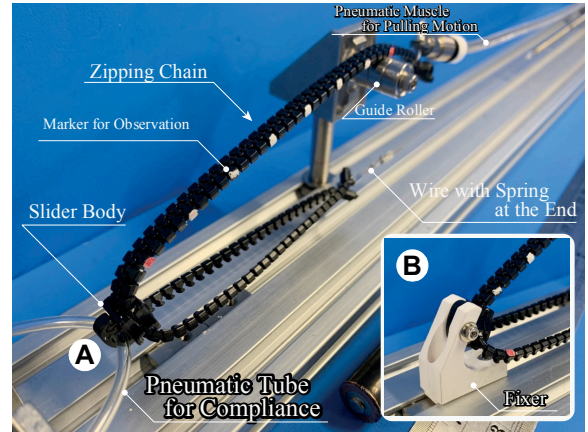 Pneumatic Muscle
for Pulling Motion
Zipping Chain
Marker for Observation
Guide Roller
Slider Body
Wire with Spring
at the End
A
B
Pneumatic Tube
for Compliance
Fixer
3